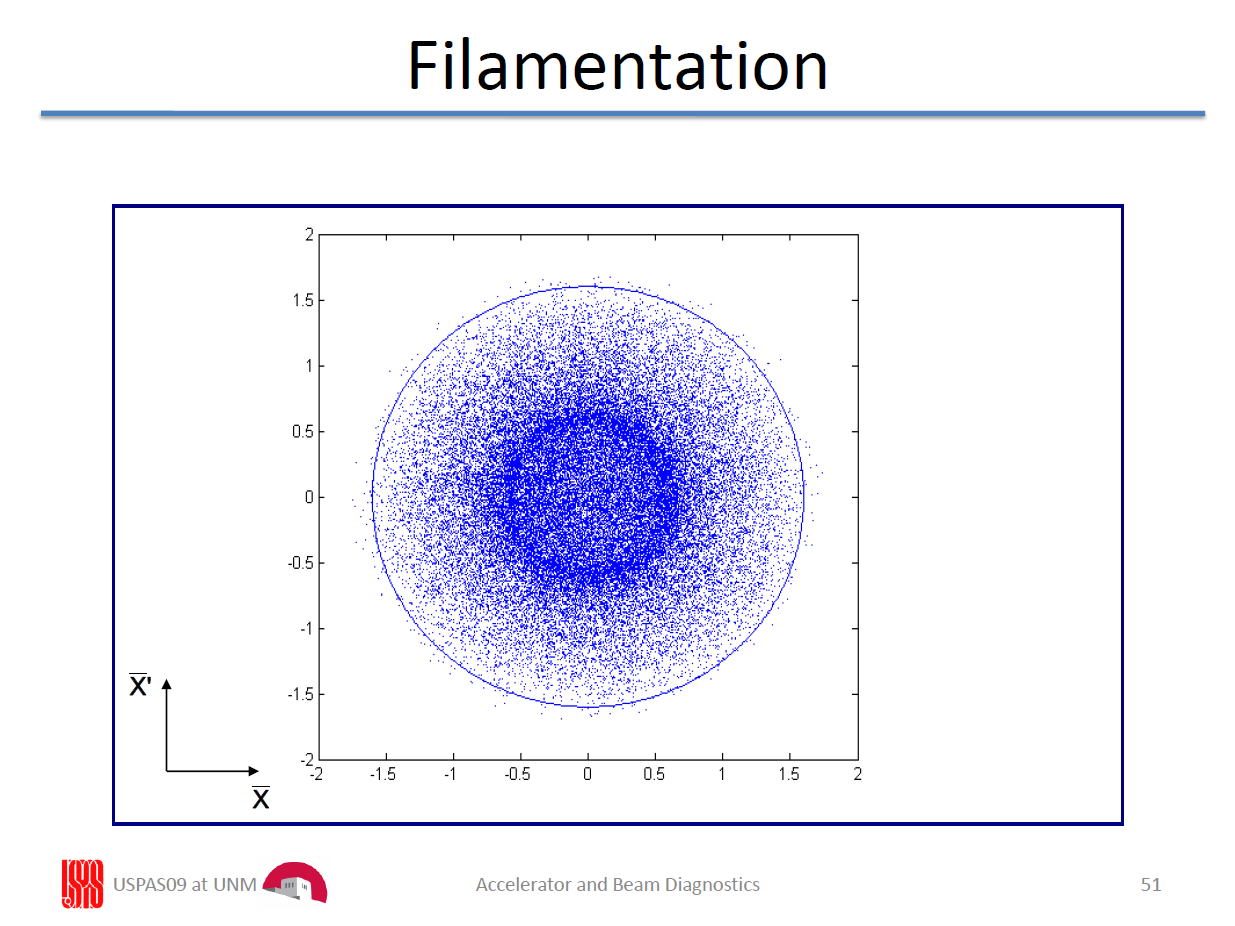 Filamentation
2
1.5
1
0.5
0
-0.5
-1
-1.5
-2
-2 -1.5 -1 -0.5 0 0.5 1 1.5 2
X̅'
X̅
USPAS09 at UNM
Accelerator and Beam Diagnostics
51